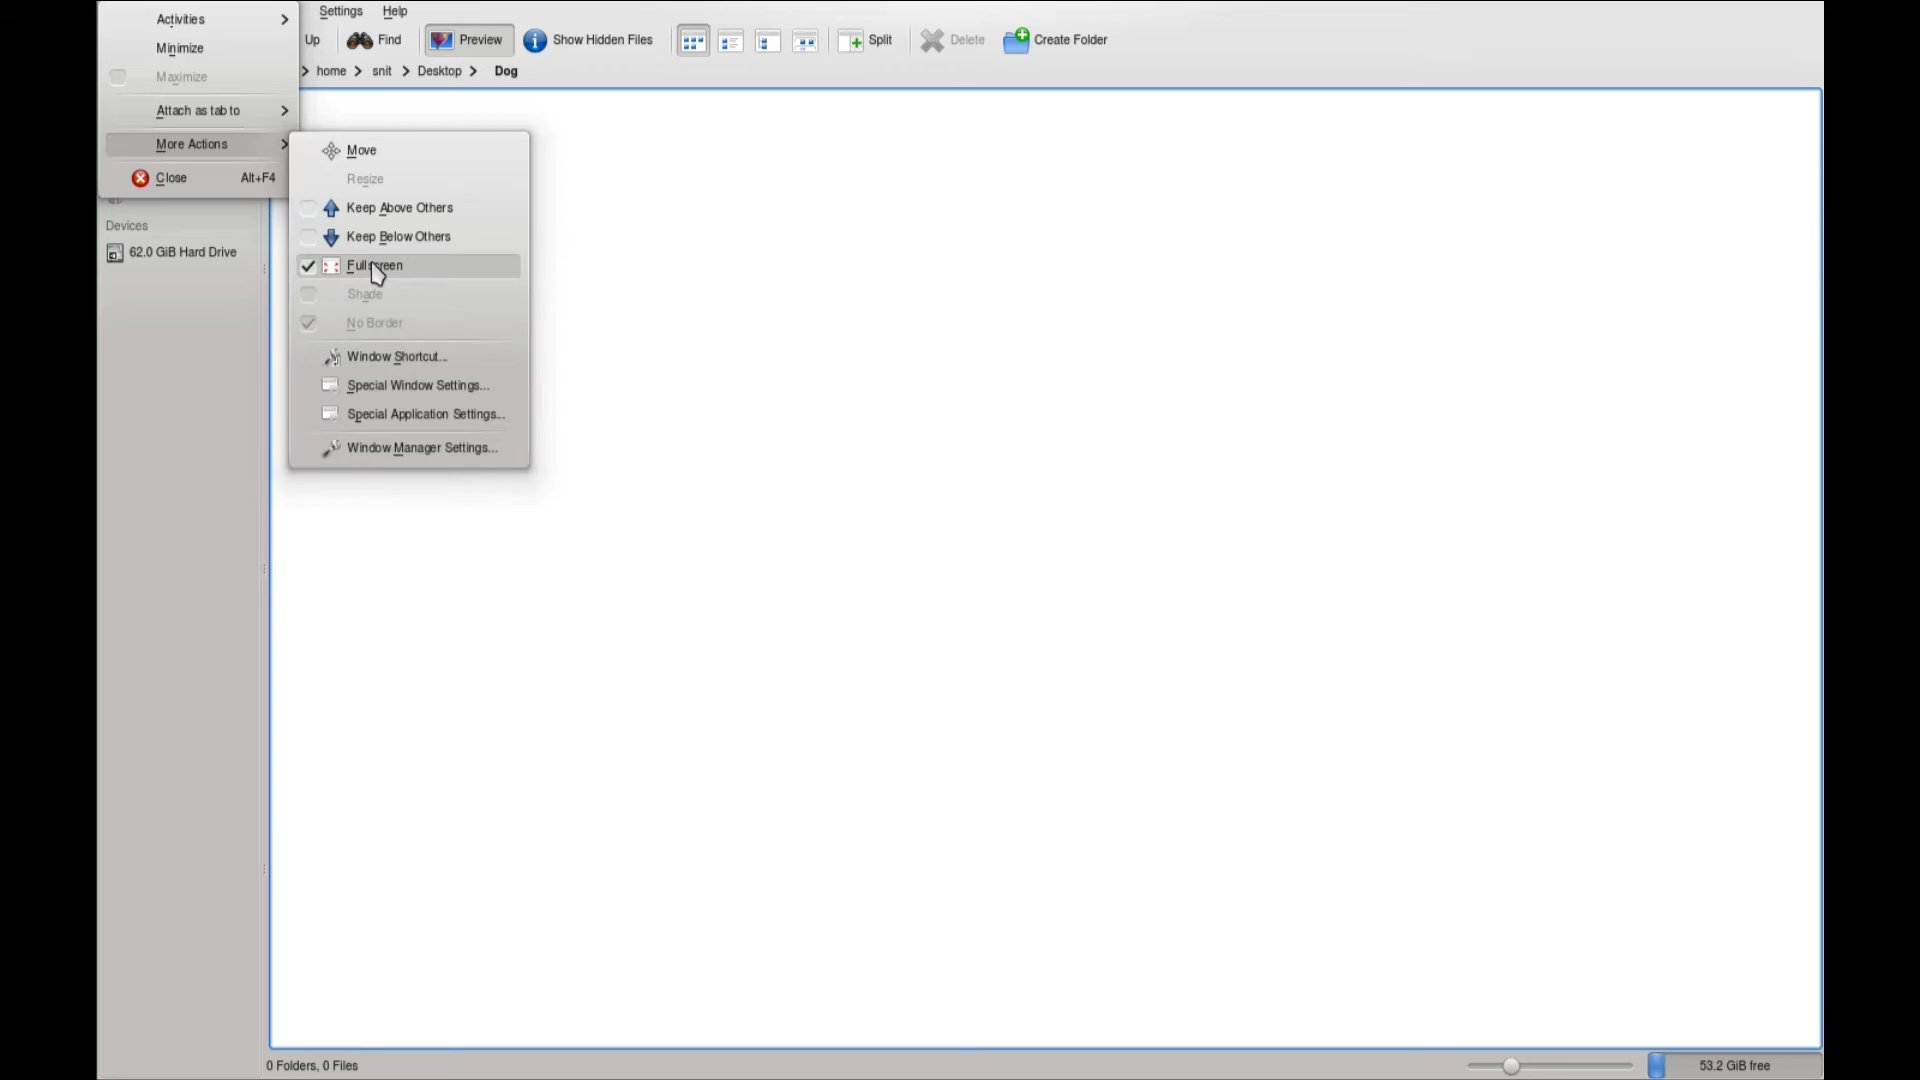 Activities
Minimize
Maximize
Attach as tab to
More Actions
Close Alt+F4
Settings Help
Up Find Preview Show Hidden Files Split Delete Create Folder
home snit Desktop Dog
Devices
62.0 GiB Hard Drive
Move
Resize
Keep Above Others
Keep Below Others
Fullscreen
Shade
No Border
Window Shortcut...
Special Window Settings...
Special Application Settings...
Window Manager Settings...
0 Folders, 0 Files
53.2 GiB free